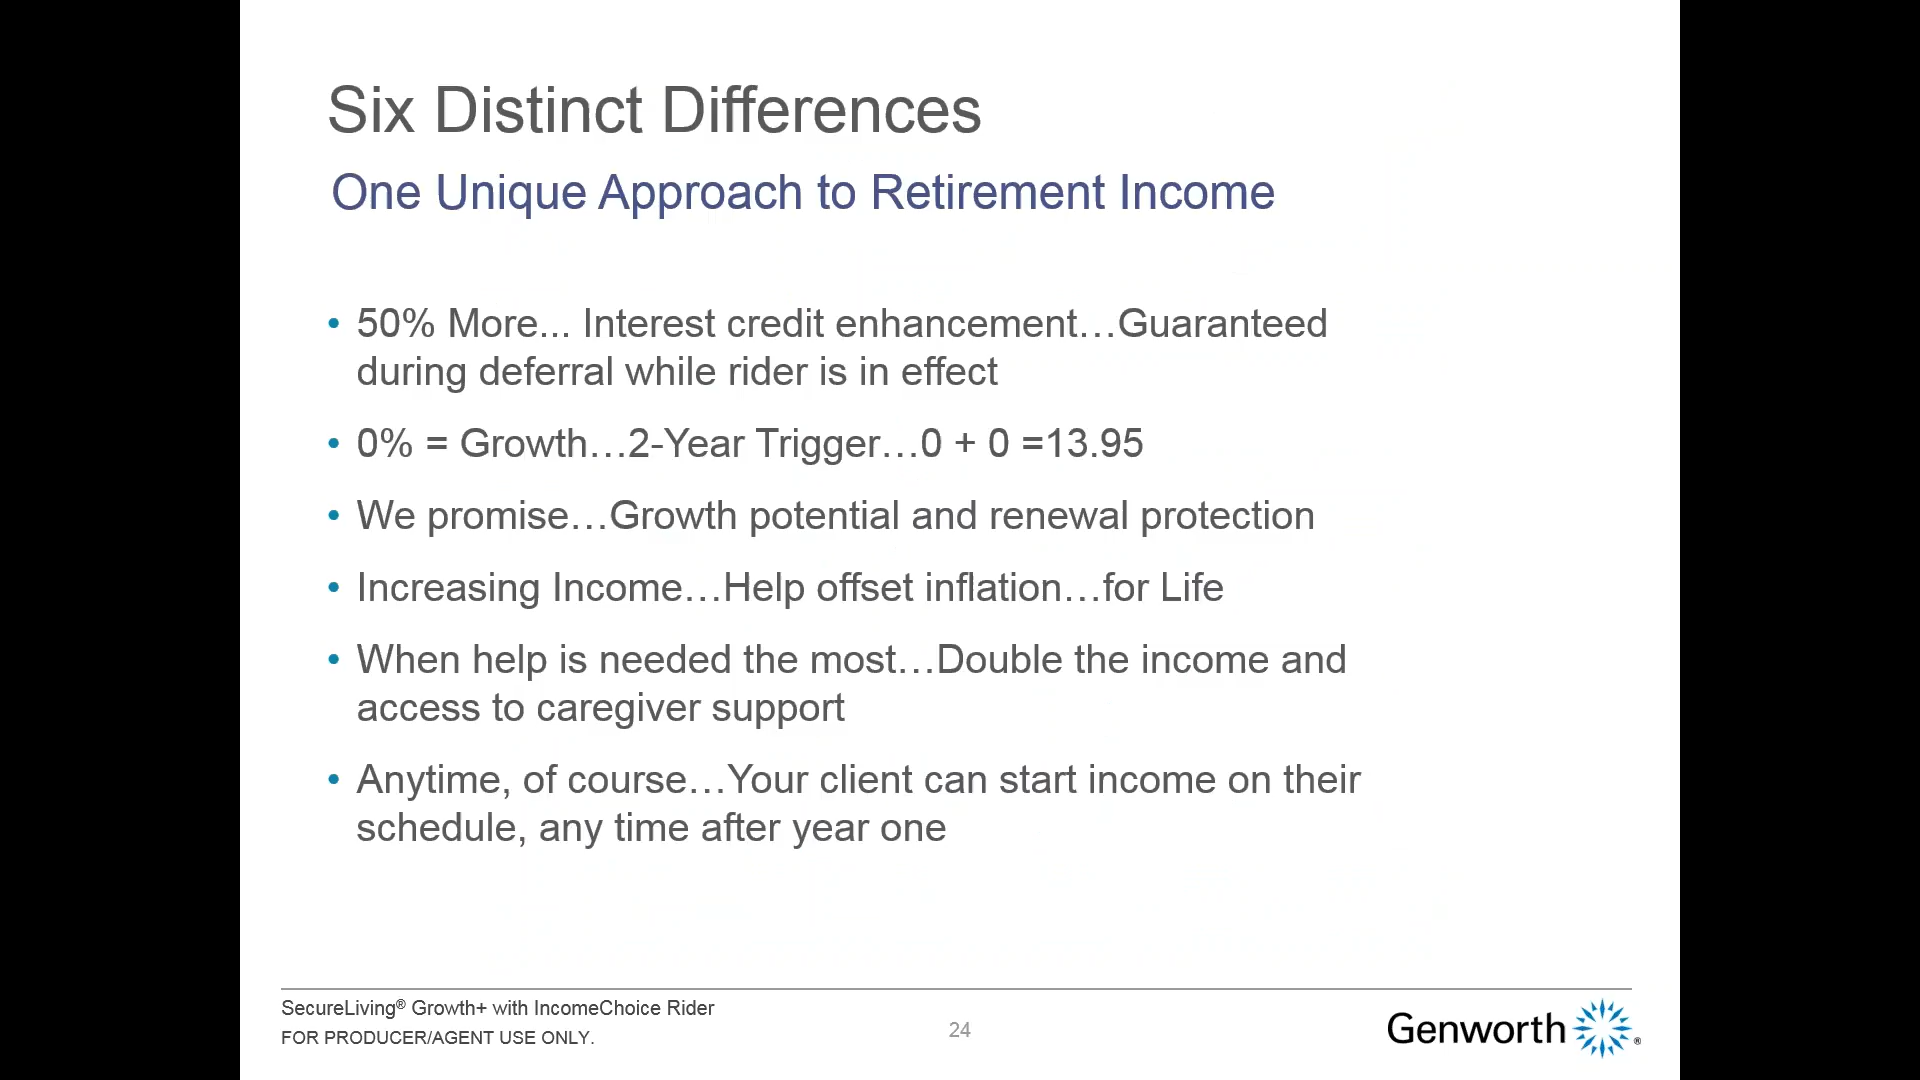 Six Distinct Differences
One Unique Approach to Retirement Income
• 50% More... Interest credit enhancement…Guaranteed
during deferral while rider is in effect
• 0% = Growth…2-Year Trigger…0 + 0 =13.95
• We promise…Growth potential and renewal protection
• Increasing Income…Help offset inflation…for Life
• When help is needed the most…Double the income and
access to caregiver support
• Anytime, of course…Your client can start income on their
schedule, any time after year one
SecureLiving® Growth+ with IncomeChoice Rider
FOR PRODUCER/AGENT USE ONLY.
24
Genworth®